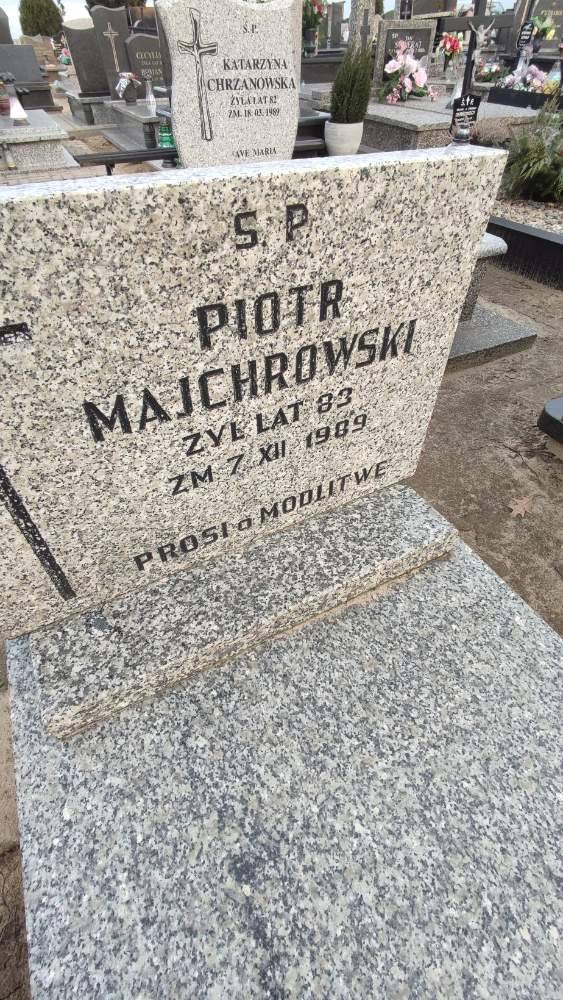 Ś.P.
KATARZYNA
CHRZANOWSKA
ŻYŁA LAT 82
ZM. 18.03.1989
AVE MARIA
S P
PIOTR
MAJCHROWSKI
ŻYŁ LAT 83
ZM 7 XII 1989
PROSI o MODLITWĘ